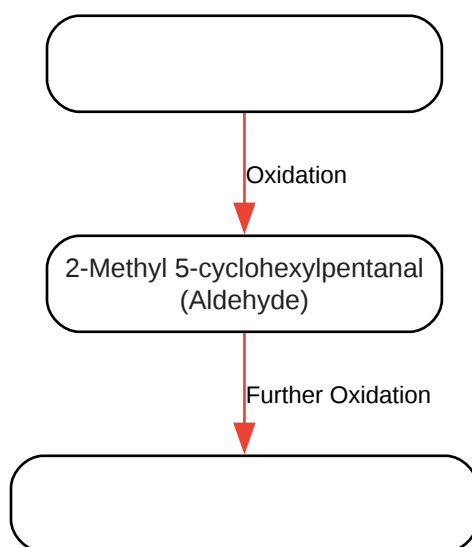 Oxidation
2-Methyl 5-cyclohexylpentanal
(Aldehyde)
Further Oxidation